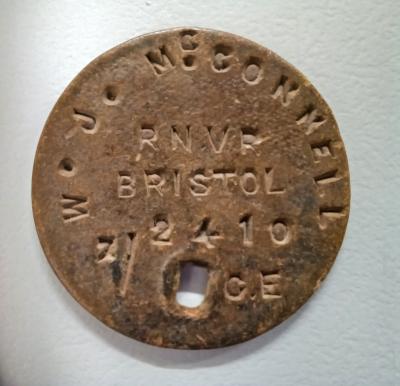 W. J. McCONNELL
RNVR
BRISTOL
Z/ 2410
C.E